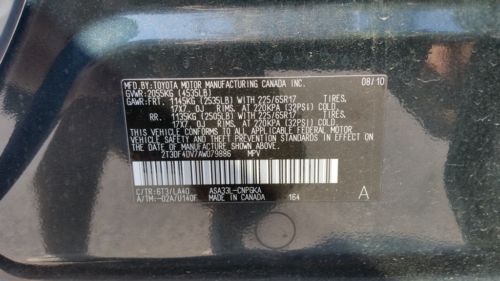 MFD.BY:TOYOTA MOTOR MANUFACTURING CANADA INC. 08/10
GVWR: 2055KG (4535LB)
GAWR:FRT. 1145KG (2535LB) WITH 225/65R17 TIRES,
17X7 0J RIMS, AT 220KPA (32PSI) COLD.
RR. 1135KG (2505LB) WITH 225/65R17 TIRES,
17X7 0J RIMS, AT 220KPA (32PSI) COLD.
THIS VEHICLE CONFORMS TO ALL APPLICABLE FEDERAL MOTOR
VEHICLE SAFETY AND THEFT PREVENTION STANDARDS IN EFFECT
ON THE DATE OF MANUFACTURE SHOWN ABOVE.
2T3DF4DV7AW079886 MPV
C/TR:6T3/LA40 ASA33L-CNPGKA A
A/TM:-02A/U140F MADE IN CANADA 164